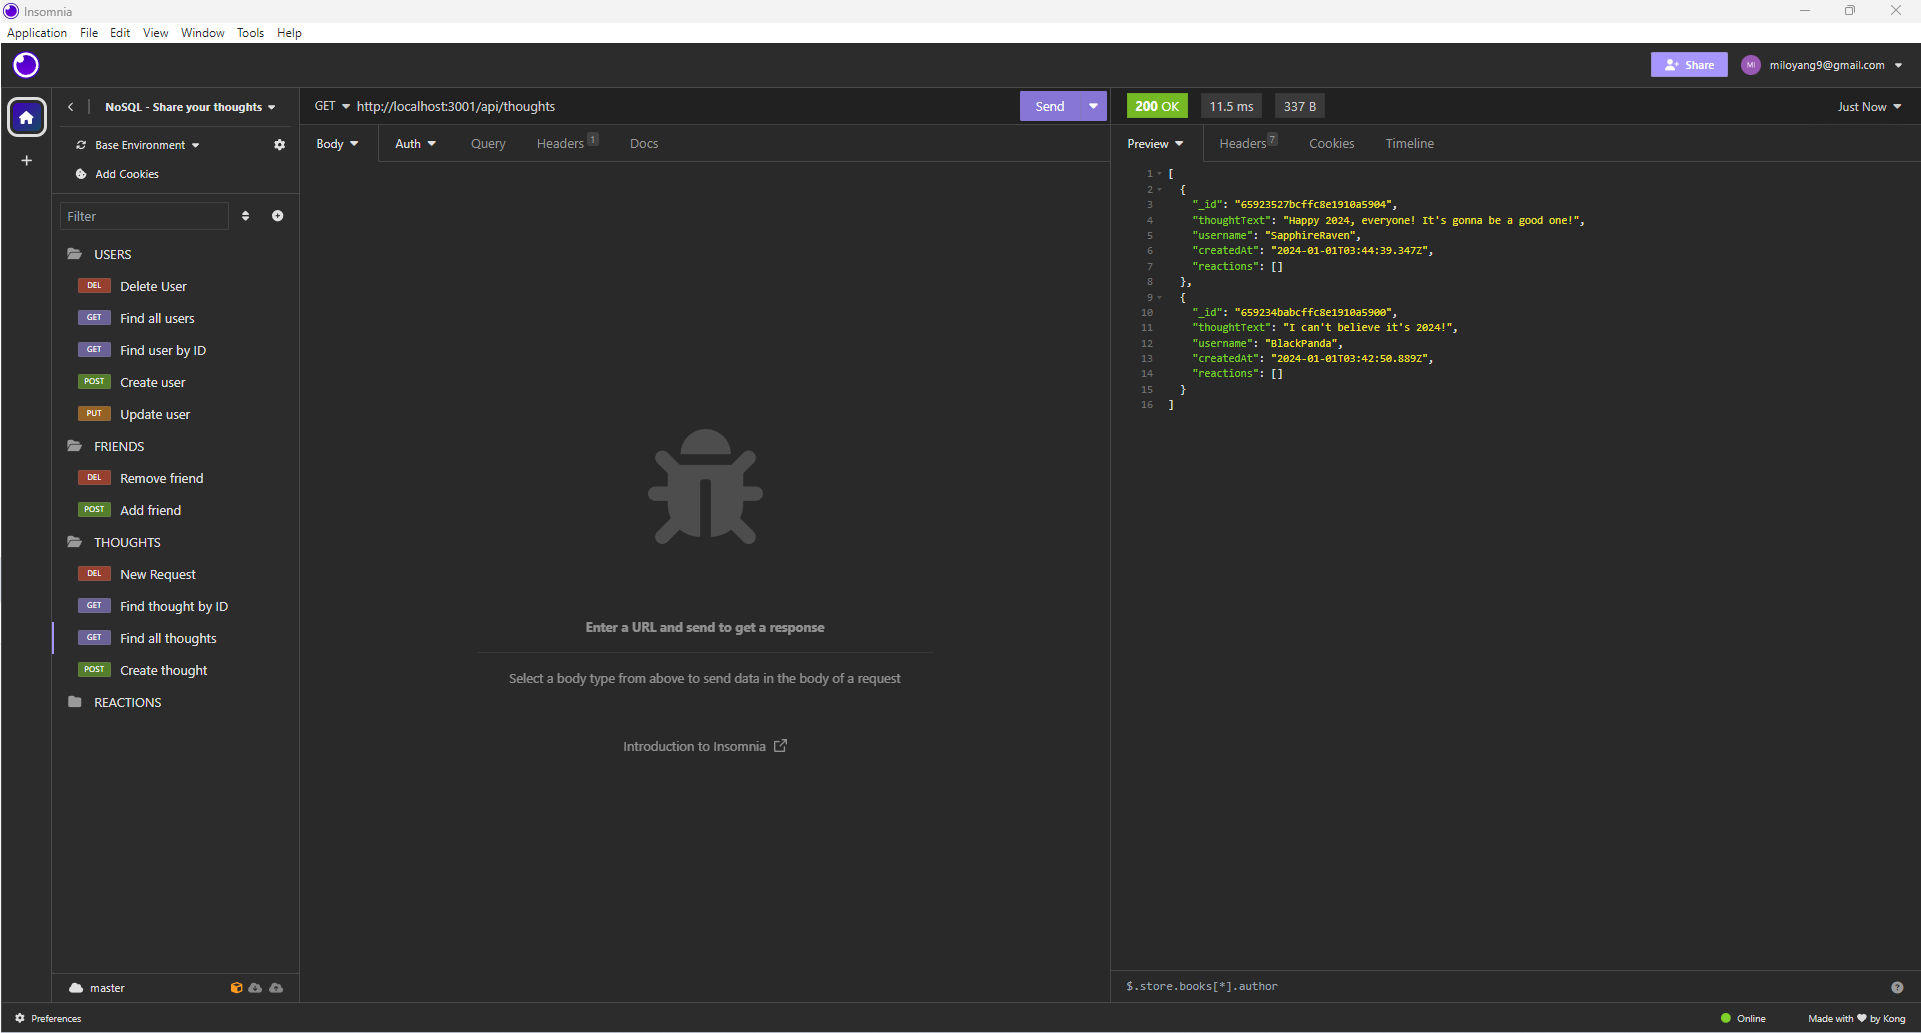 Insomnia
Application File Edit View Window Tools Help
Share
MI
miloyang9@gmail.com
NoSQL - Share your thoughts
Base Environment
Add Cookies
Filter
USERS
DEL Delete User
GET Find all users
GET Find user by ID
POST Create user
PUT Update user
FRIENDS
DEL Remove friend
POST Add friend
THOUGHTS
DEL New Request
GET Find thought by ID
GET Find all thoughts
POST Create thought
REACTIONS
master
Preferences
GET http://localhost:3001/api/thoughts
Send
Body Auth Query Headers 1 Docs
Enter a URL and send to get a response
Select a body type from above to send data in the body of a request
Introduction to Insomnia
200 OK 11.5 ms 337 B
Just Now
Preview Headers 7 Cookies Timeline
1 [
2 {
3 "_id": "65923527bcffc8e1910a5904",
4 "thoughtText": "Happy 2024, everyone! It's gonna be a good one!",
5 "username": "SapphireRaven",
6 "createdAt": "2024-01-01T03:44:39.347Z",
7 "reactions": []
8 },
9 {
10 "_id": "659234babcffc8e1910a5900",
11 "thoughtText": "I can't believe it's 2024!",
12 "username": "BlackPanda",
13 "createdAt": "2024-01-01T03:42:50.889Z",
14 "reactions": []
15 }
16 ]
$.store.books[*].author
?
Online
Made with ♥ by Kong